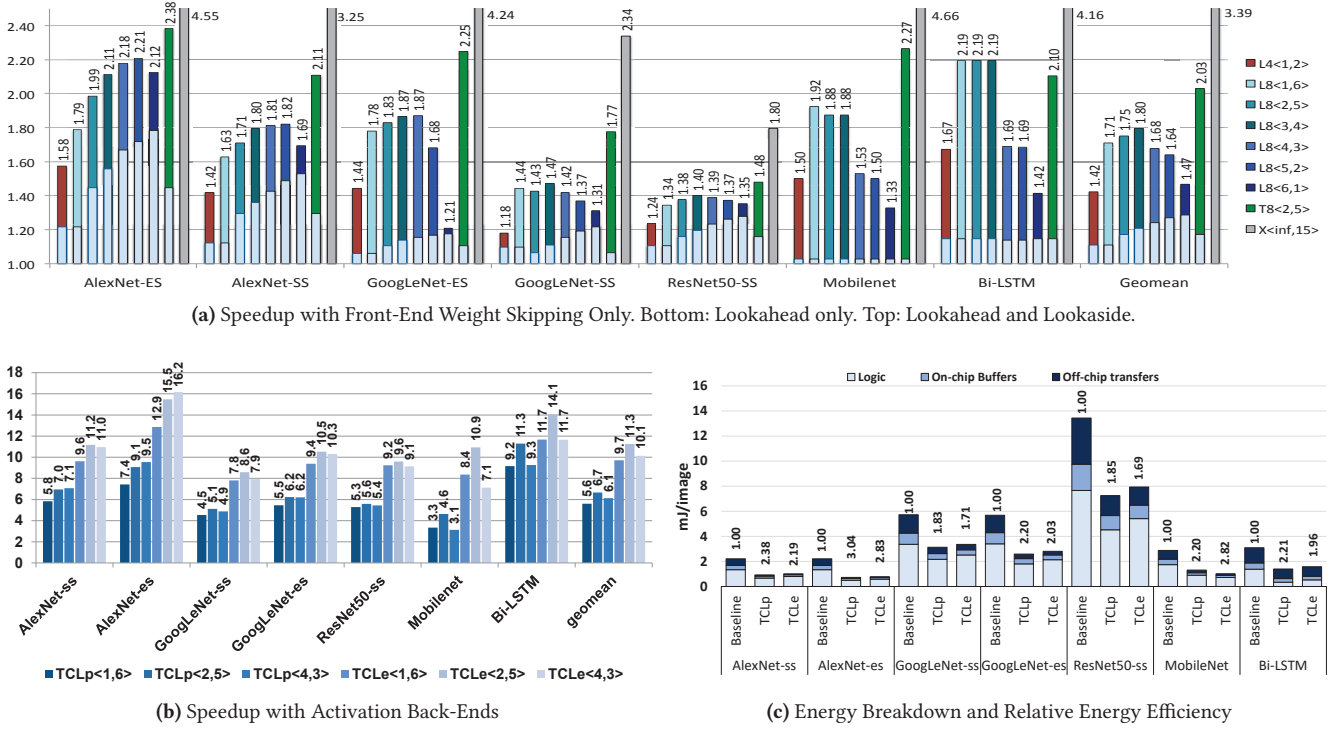 4.55 3.25 4.24 4.66 4.16 3.39
2.40
2.20
2.00
1.80
1.60
1.40
1.20
1.00
1.58 1.79 1.99 2.11 2.18 2.21 2.12 2.38
1.42 1.63 1.71 1.80 1.81 1.82 1.69 2.11
1.44 1.78 1.83 1.87 1.87 1.68 1.21 2.25
1.18 1.44 1.43 1.47 1.42 1.37 1.31 1.77 2.34
1.24 1.34 1.38 1.40 1.39 1.37 1.35 1.48 1.80
1.50 1.92 1.88 1.88 1.53 1.50 1.33 2.27
1.67 2.19 2.19 2.19 1.69 1.69 1.42 2.10
1.42 1.71 1.75 1.80 1.68 1.64 1.47 2.03
L4<1,2>
L8<1,6>
L8<2,5>
L8<3,4>
L8<4,3>
L8<5,2>
L8<6,1>
T8<2,5>
X<inf,15>
AlexNet-ES AlexNet-SS GoogLeNet-ES GoogLeNet-SS ResNet50-SS Mobilenet Bi-LSTM Geomean
(a) Speedup with Front-End Weight Skipping Only. Bottom: Lookahead only. Top: Lookahead and Lookaside.
18
16
14
12
10
8
6
4
2
0
5.8 7.0 7.1 9.6 11.2 11.0
7.4 9.1 9.5 12.9 15.5 16.2
4.5 5.1 4.9 7.8 8.6 7.9
5.5 6.2 6.2 9.4 10.5 10.3
5.3 5.6 5.4 9.2 9.6 9.1
3.3 4.6 3.1 8.4 10.9 7.1
9.2 11.3 9.3 11.7 14.1 11.7
5.6 6.7 6.1 9.7 11.3 10.1
AlexNet-ss AlexNet-es GoogLeNet-ss GoogLeNet-es ResNet50-ss Mobilenet Bi-LSTM geomean
TCLp<1,6> TCLp<2,5> TCLp<4,3> TCLe<1,6> TCLe<2,5> TCLe<4,3>
(b) Speedup with Activation Back-Ends
Logic On-chip Buffers Off-chip transfers
mJ/image
16
14
12
10
8
6
4
2
0
1.00 2.38 2.19
1.00 3.04 2.83
1.00 1.83 1.71
1.00 2.20 2.03
1.00 1.85 1.69
1.00 2.20 2.82
1.00 2.21 1.96
Baseline TCLp TCLe Baseline TCLp TCLe Baseline TCLp TCLe Baseline TCLp TCLe Baseline TCLp TCLe Baseline TCLp TCLe Baseline TCLp TCLe
AlexNet-ss AlexNet-es GoogLeNet-ss GoogLeNet-es ResNet50-ss MobileNet Bi-LSTM
(c) Energy Breakdown and Relative Energy Efficiency